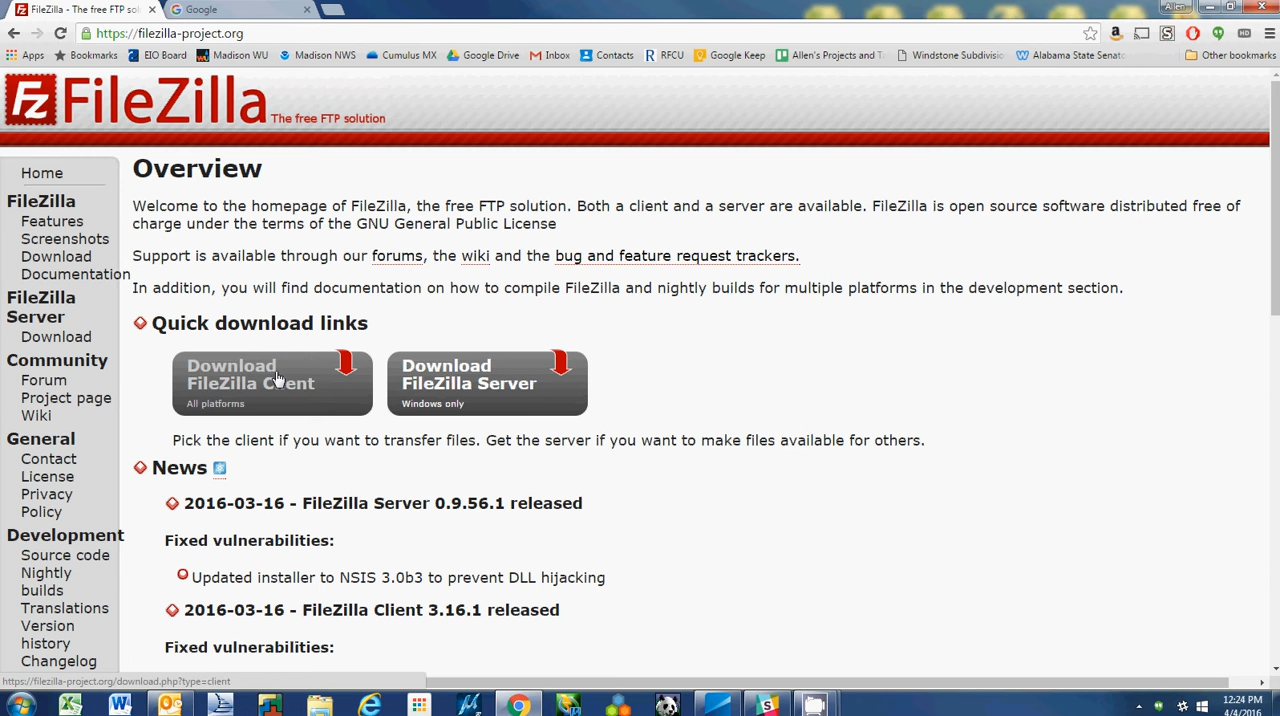 FileZilla - The free FTP sol
Google
Allen
https://filezilla-project.org
Apps
Bookmarks
EIO Board
Madison WU
Madison NWS
Cumulus MX
Google Drive
Inbox
Contacts
RFCU
Google Keep
Allen's Projects and T
Windstone Subdivisio
Alabama State Senat
Other bookmarks
FileZilla The free FTP solution
Home
FileZilla
Features
Screenshots
Download
Documentation
FileZilla
Server
Download
Community
Forum
Project page
Wiki
General
Contact
License
Privacy
Policy
Development
Source code
Nightly
builds
Translations
Version
history
Changelog
Overview
Welcome to the homepage of FileZilla, the free FTP solution. Both a client and a server are available. FileZilla is open source software distributed free of
charge under the terms of the GNU General Public License
Support is available through our forums, the wiki and the bug and feature request trackers.
In addition, you will find documentation on how to compile FileZilla and nightly builds for multiple platforms in the development section.
Quick download links
Download
FileZilla Client
All platforms
Download
FileZilla Server
Windows only
Pick the client if you want to transfer files. Get the server if you want to make files available for others.
News
2016-03-16 - FileZilla Server 0.9.56.1 released
Fixed vulnerabilities:
Updated installer to NSIS 3.0b3 to prevent DLL hijacking
2016-03-16 - FileZilla Client 3.16.1 released
Fixed vulnerabilities:
https://filezilla-project.org/download.php?type=client
12:24 PM
4/4/2016